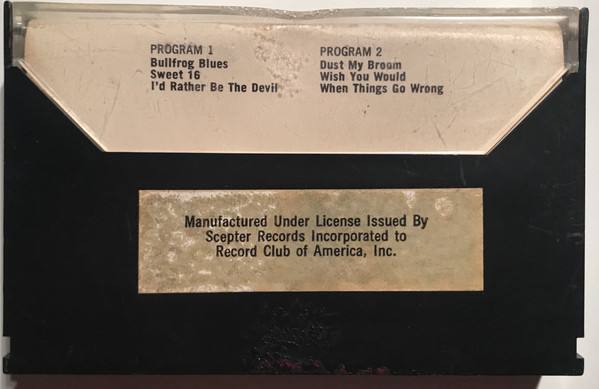 PROGRAM 1
Bullfrog Blues
Sweet 16
I'd Rather Be The Devil
PROGRAM 2
Dust My Broom
Wish You Would
When Things Go Wrong
Manufactured Under License Issued By
Scepter Records Incorporated to
Record Club of America, Inc.